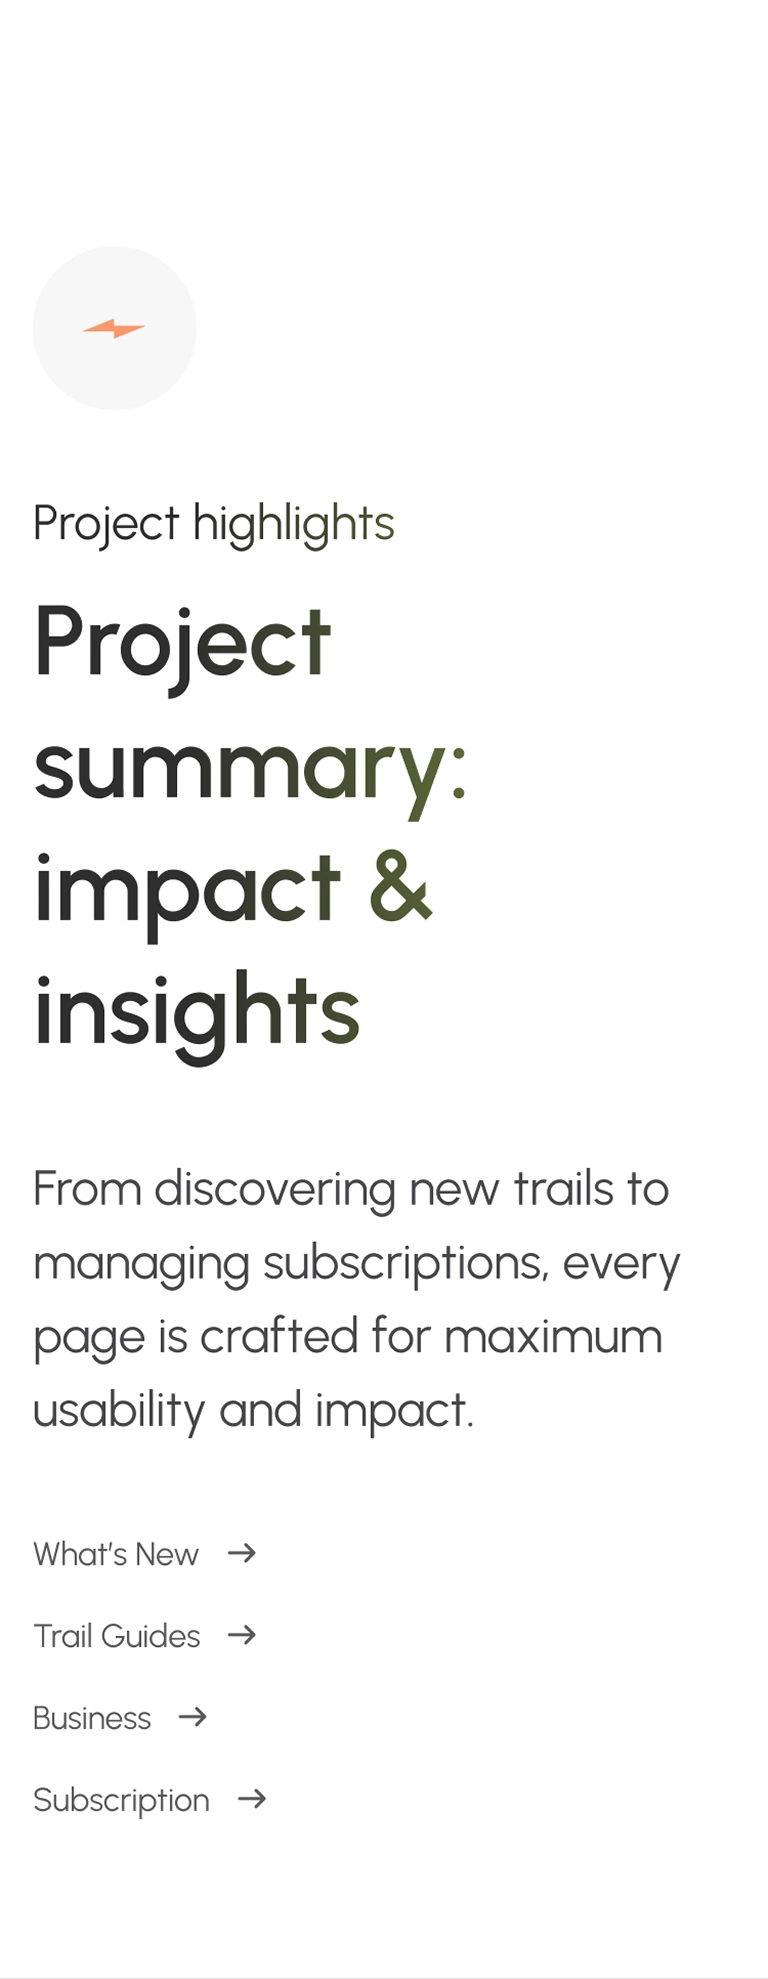 Project highlights
Project
summary:
impact &
insights
From discovering new trails to
managing subscriptions, every
page is crafted for maximum
usability and impact.
What's New →
Trail Guides →
Business →
Subscription →